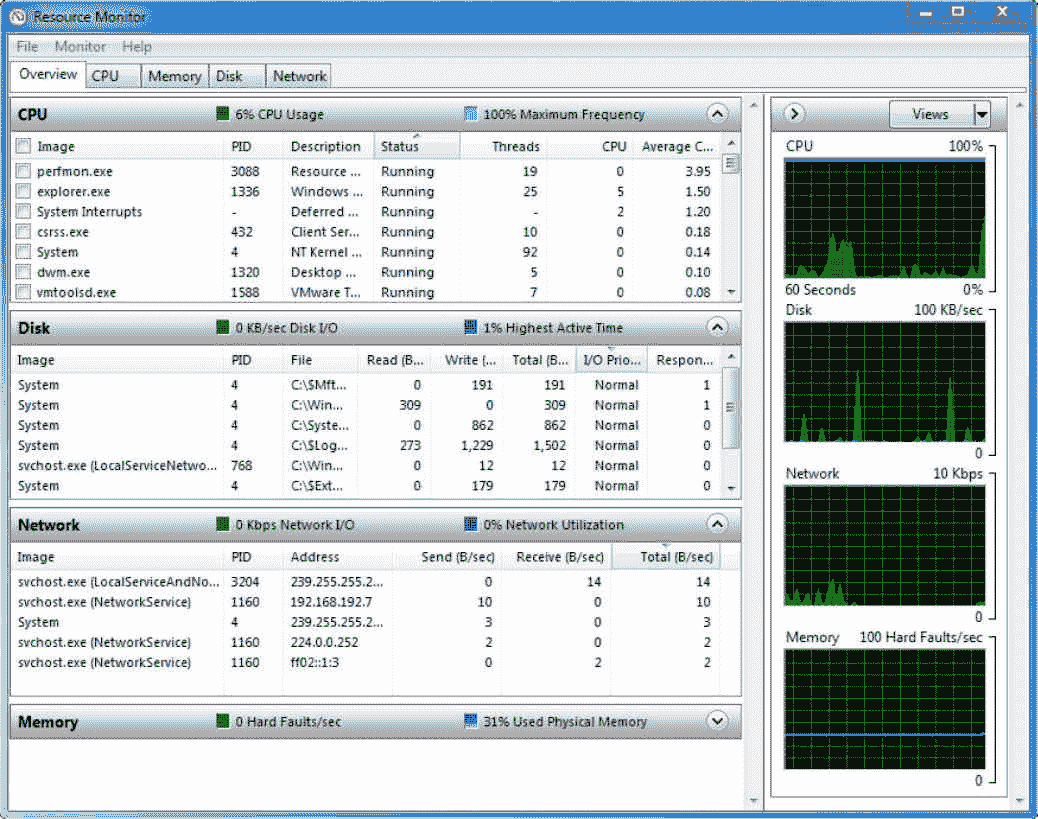 Resource Monitor
File Monitor Help
Overview CPU Memory Disk Network
CPU 6% CPU Usage 100% Maximum Frequency
Image PID Description Status Threads CPU Average C...
perfmon.exe 3088 Resource ... Running 19 0 3.95
explorer.exe 1336 Windows ... Running 25 5 1.50
System Interrupts - Deferred ... Running - 2 1.20
csrss.exe 432 Client Ser... Running 10 0 0.18
System 4 NT Kernel ... Running 92 0 0.14
dwm.exe 1320 Desktop ... Running 5 0 0.10
vmtoolsd.exe 1588 VMware T... Running 7 0 0.08
Disk 0 KB/sec Disk I/O 1% Highest Active Time
Image PID File Read (B... Write (... Total (B... I/O Prio... Respon...
System 4 C:\$Mft... 0 191 191 Normal 1
System 4 C:\Win... 309 0 309 Normal 1
System 4 C:\Syste... 0 862 862 Normal 0
System 4 C:\$Log... 273 1,229 1,502 Normal 0
svchost.exe (LocalServiceNetwo... 768 C:\Win... 0 12 12 Normal 0
System 4 C:\$Ext... 0 179 179 Normal 0
Network 0 Kbps Network I/O 0% Network Utilization
Image PID Address Send (B/sec) Receive (B/sec) Total (B/sec)
svchost.exe (LocalServiceAndNo... 3204 239.255.255.2... 0 14 14
svchost.exe (NetworkService) 1160 192.168.192.7 10 0 10
System 4 239.255.255.2... 3 0 3
svchost.exe (NetworkService) 1160 224.0.0.252 2 0 2
svchost.exe (NetworkService) 1160 ff02::1:3 0 2 2
Memory 0 Hard Faults/sec 31% Used Physical Memory
Views
CPU 100%
60 Seconds 0%
Disk 100 KB/sec
0
Network 10 Kbps
0
Memory 100 Hard Faults/sec
0